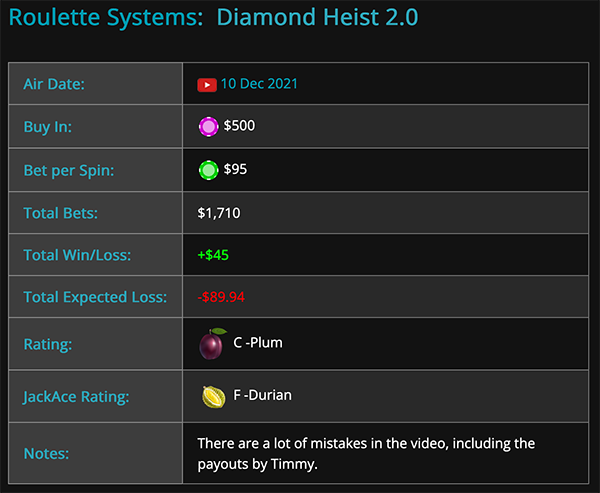 Roulette Systems: Diamond Heist 2.0
Air Date: 10 Dec 2021
Buy In: $500
Bet per Spin: $95
Total Bets: $1,710
Total Win/Loss: +$45
Total Expected Loss: -$89.94
Rating: C -Plum
JackAce Rating: F -Durian
Notes: There are a lot of mistakes in the video, including the
payouts by Timmy.